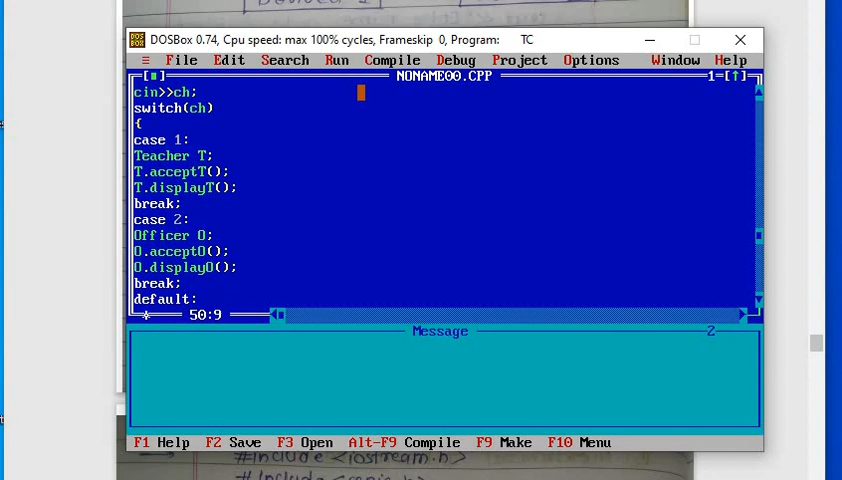 DOSBox 0.74, Cpu speed: max 100% cycles, Frameskip 0, Program: TC
≡ File Edit Search Run Compile Debug Project Options Window Help
NONAME00.CPP 1=[↑]
cin>>ch;
switch(ch)
{
case 1:
Teacher T;
T.acceptT();
T.displayT();
break;
case 2:
Officer O;
O.acceptO();
O.displayO();
break;
default:
50:9
Message 2
F1 Help F2 Save F3 Open Alt-F9 Compile F9 Make F10 Menu
#Include <iostream.h>